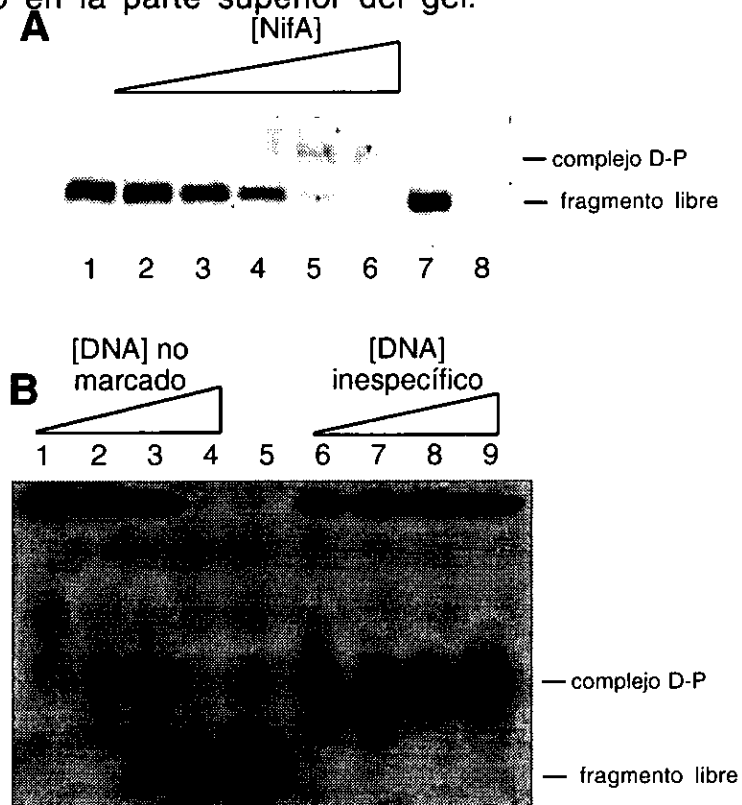 o en la parte superior del gel.
A
[NifA]
complejo D-P
fragmento libre
1 2 3 4 5 6 7 8
[DNA] no
marcado
[DNA]
inespecífico
B
1 2 3 4 5 6 7 8 9
complejo D-P
fragmento libre